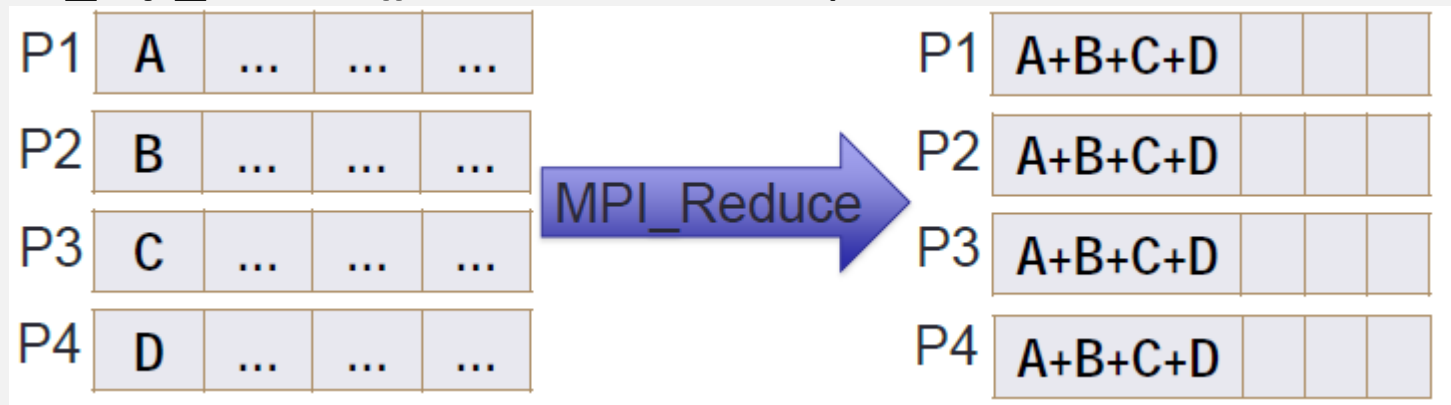 P1 A ... ... ... P1 A+B+C+D
P2 B ... ... ... P2 A+B+C+D
MPI_Reduce
P3 C ... ... ... P3 A+B+C+D
P4 D ... ... ... P4 A+B+C+D